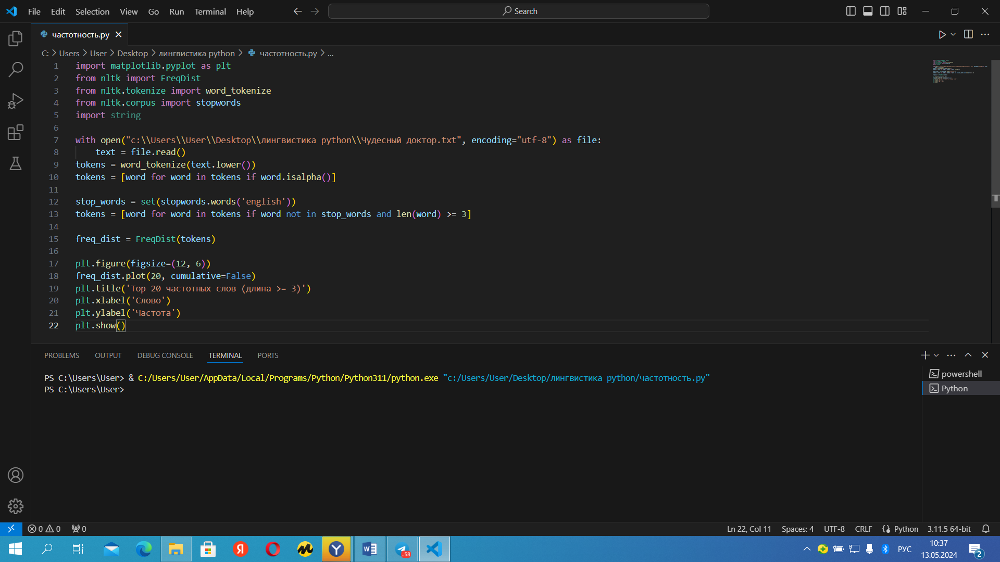 File Edit Selection View Go Run Terminal Help
Search
частотность.py
C: > Users > User > Desktop > лингвистика python > частотность.py > ...
1 import matplotlib.pyplot as plt
2 from nltk import FreqDist
3 from nltk.tokenize import word_tokenize
4 from nltk.corpus import stopwords
5 import string
6
7 with open("c:\\Users\\User\\Desktop\\лингвистика python\\Чудесный доктор.txt", encoding="utf-8") as file:
8 text = file.read()
9 tokens = word_tokenize(text.lower())
10 tokens = [word for word in tokens if word.isalpha()]
11
12 stop_words = set(stopwords.words('english'))
13 tokens = [word for word in tokens if word not in stop_words and len(word) >= 3]
14
15 freq_dist = FreqDist(tokens)
16
17 plt.figure(figsize=(12, 6))
18 freq_dist.plot(20, cumulative=False)
19 plt.title('Top 20 частотных слов (длина >= 3)')
20 plt.xlabel('Слово')
21 plt.ylabel('Частота')
22 plt.show()
PROBLEMS OUTPUT DEBUG CONSOLE TERMINAL PORTS
PS C:\Users\User> & C:/Users/User/AppData/Local/Programs/Python/Python311/python.exe "c:/Users/User/Desktop/лингвистика python/частотность.py"
PS C:\Users\User>
powershell
Python
0 0 0
Ln 22, Col 11 Spaces: 4 UTF-8 CRLF Python 3.11.5 64-bit
..58
РУС
10:37
13.05.2024
2